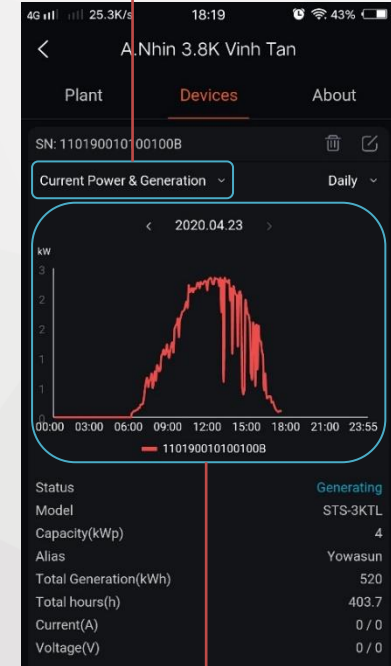 4G 25.3K/s 18:19 43%
A.Nhin 3.8K Vinh Tan
Plant Devices About
SN: 110190010100100B
Current Power & Generation Daily
2020.04.23
kW
3
2
2
1
1
0
00:00 03:00 06:00 09:00 12:00 15:00 18:00 21:00 23:55
110190010100100B
Status Generating
Model STS-3KTL
Capacity(kWp) 4
Alias Yowasun
Total Generation(kWh) 520
Total hours(h) 403.7
Current(A) 0 / 0
Voltage(V) 0 / 0